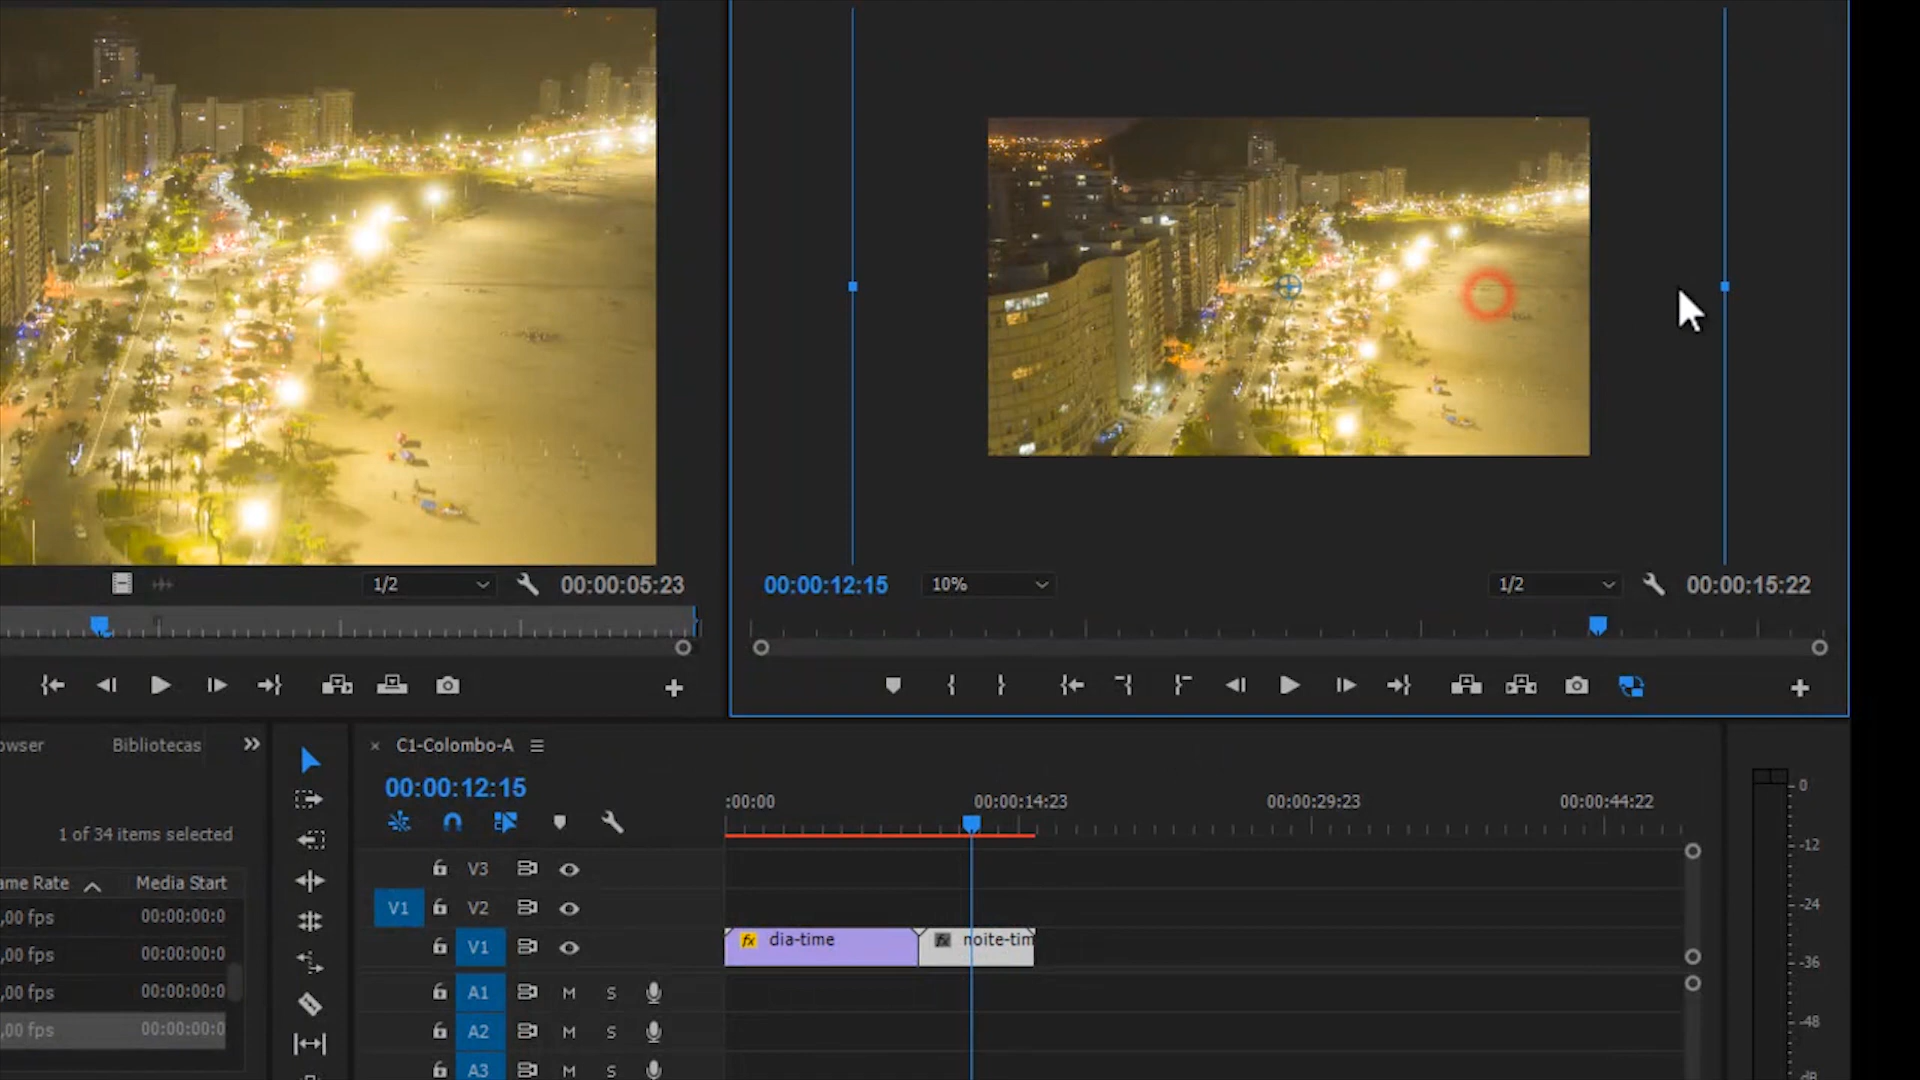 1/2
00:00:05:23
00:00:12:15
10%
1/2
00:00:15:22
owser
Bibliotecas
1 of 34 items selected
ame Rate
Media Start
,00 fps
00:00:00:0
,00 fps
00:00:00:0
,00 fps
00:00:00:0
,00 fps
00:00:00:0
C1-Colombo-A
00:00:12:15
:00:00
00:00:14:23
00:00:29:23
00:00:44:22
V3
V1
V2
V1
fx dia-time
fx noite-tim
A1
M
S
A2
M
S
A3
M
S
0
-12
-24
-36
-48
dB